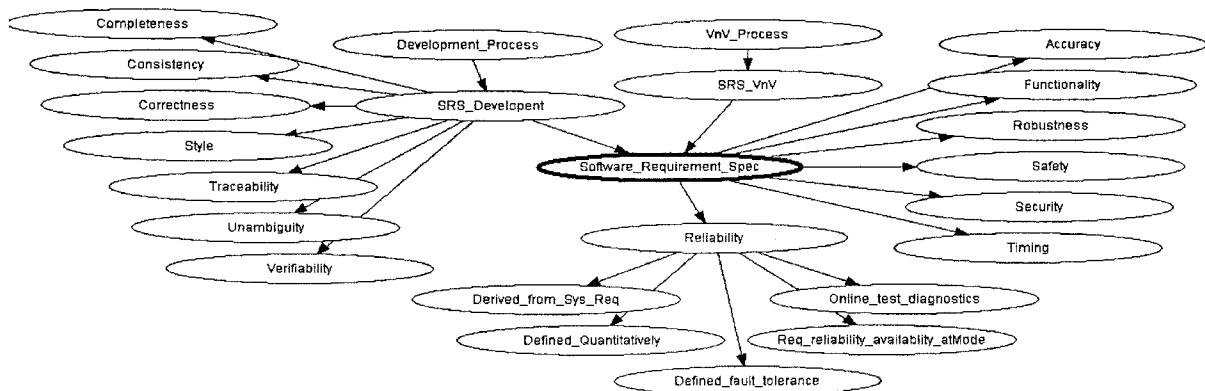 Completeness
Development_Process
VnV_Process
Accuracy
Consistency
SRS_VnV
Functionality
Correctness
SRS_Developent
Robustness
Style
Software_Requirement_Spec
Safety
Traceability
Security
Unambiguity
Reliability
Timing
Verifiability
Derived_from_Sys_Req
Online_test_diagnostics
Defined_Quantitatively
Req_reliability_availablity_atMode
Defined_fault_tolerance